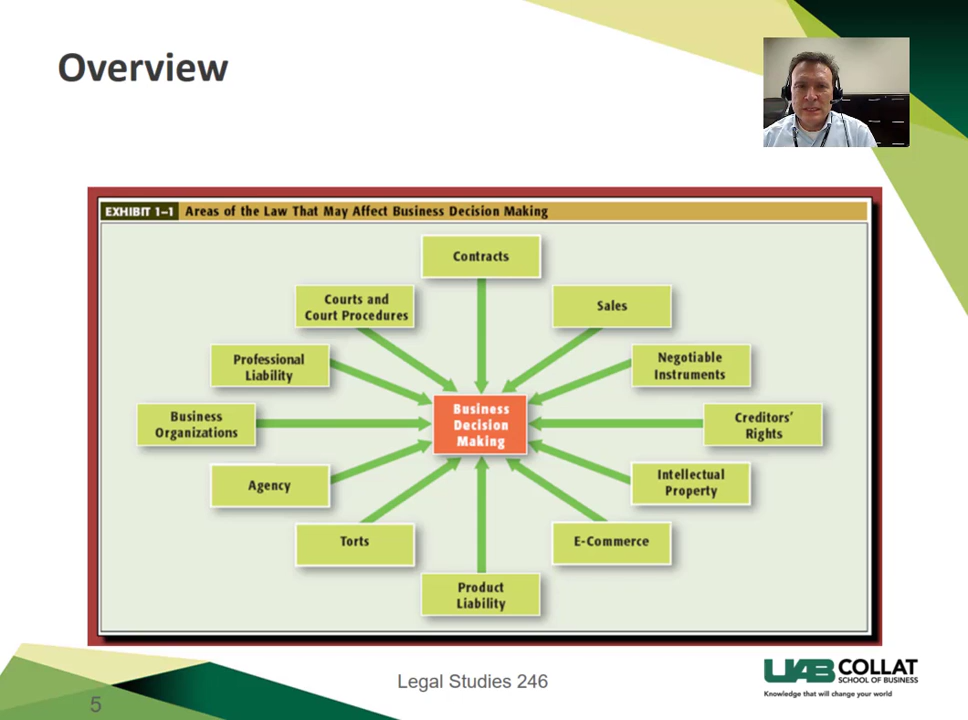 Overview
EXHIBIT 1–1 Areas of the Law That May Affect Business Decision Making
Contracts
Courts and
Court Procedures
Sales
Professional
Liability
Negotiable
Instruments
Business
Organizations
Business
Decision
Making
Creditors'
Rights
Agency
Intellectual
Property
Torts
E-Commerce
Product
Liability
Legal Studies 246
5
UAB COLLAT
SCHOOL OF BUSINESS
Knowledge that will change your world